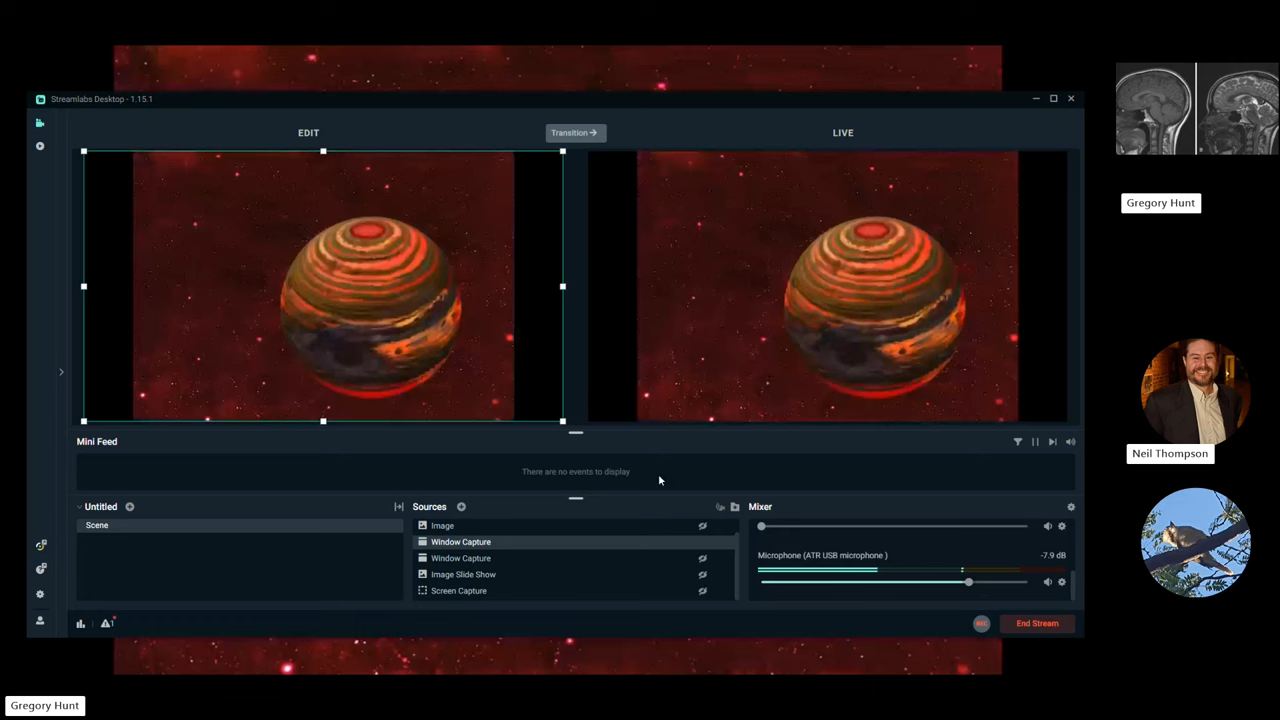 Streamlabs Desktop - 1.15.1
EDIT
Transition
LIVE
Gregory Hunt
Mini Feed
There are no events to display
Neil Thompson
Untitled
Sources
Mixer
Scene
Image
Window Capture
Window Capture
Image Slide Show
Screen Capture
Microphone (ATR USB microphone )
-7.9 dB
1
REC
End Stream
Gregory Hunt